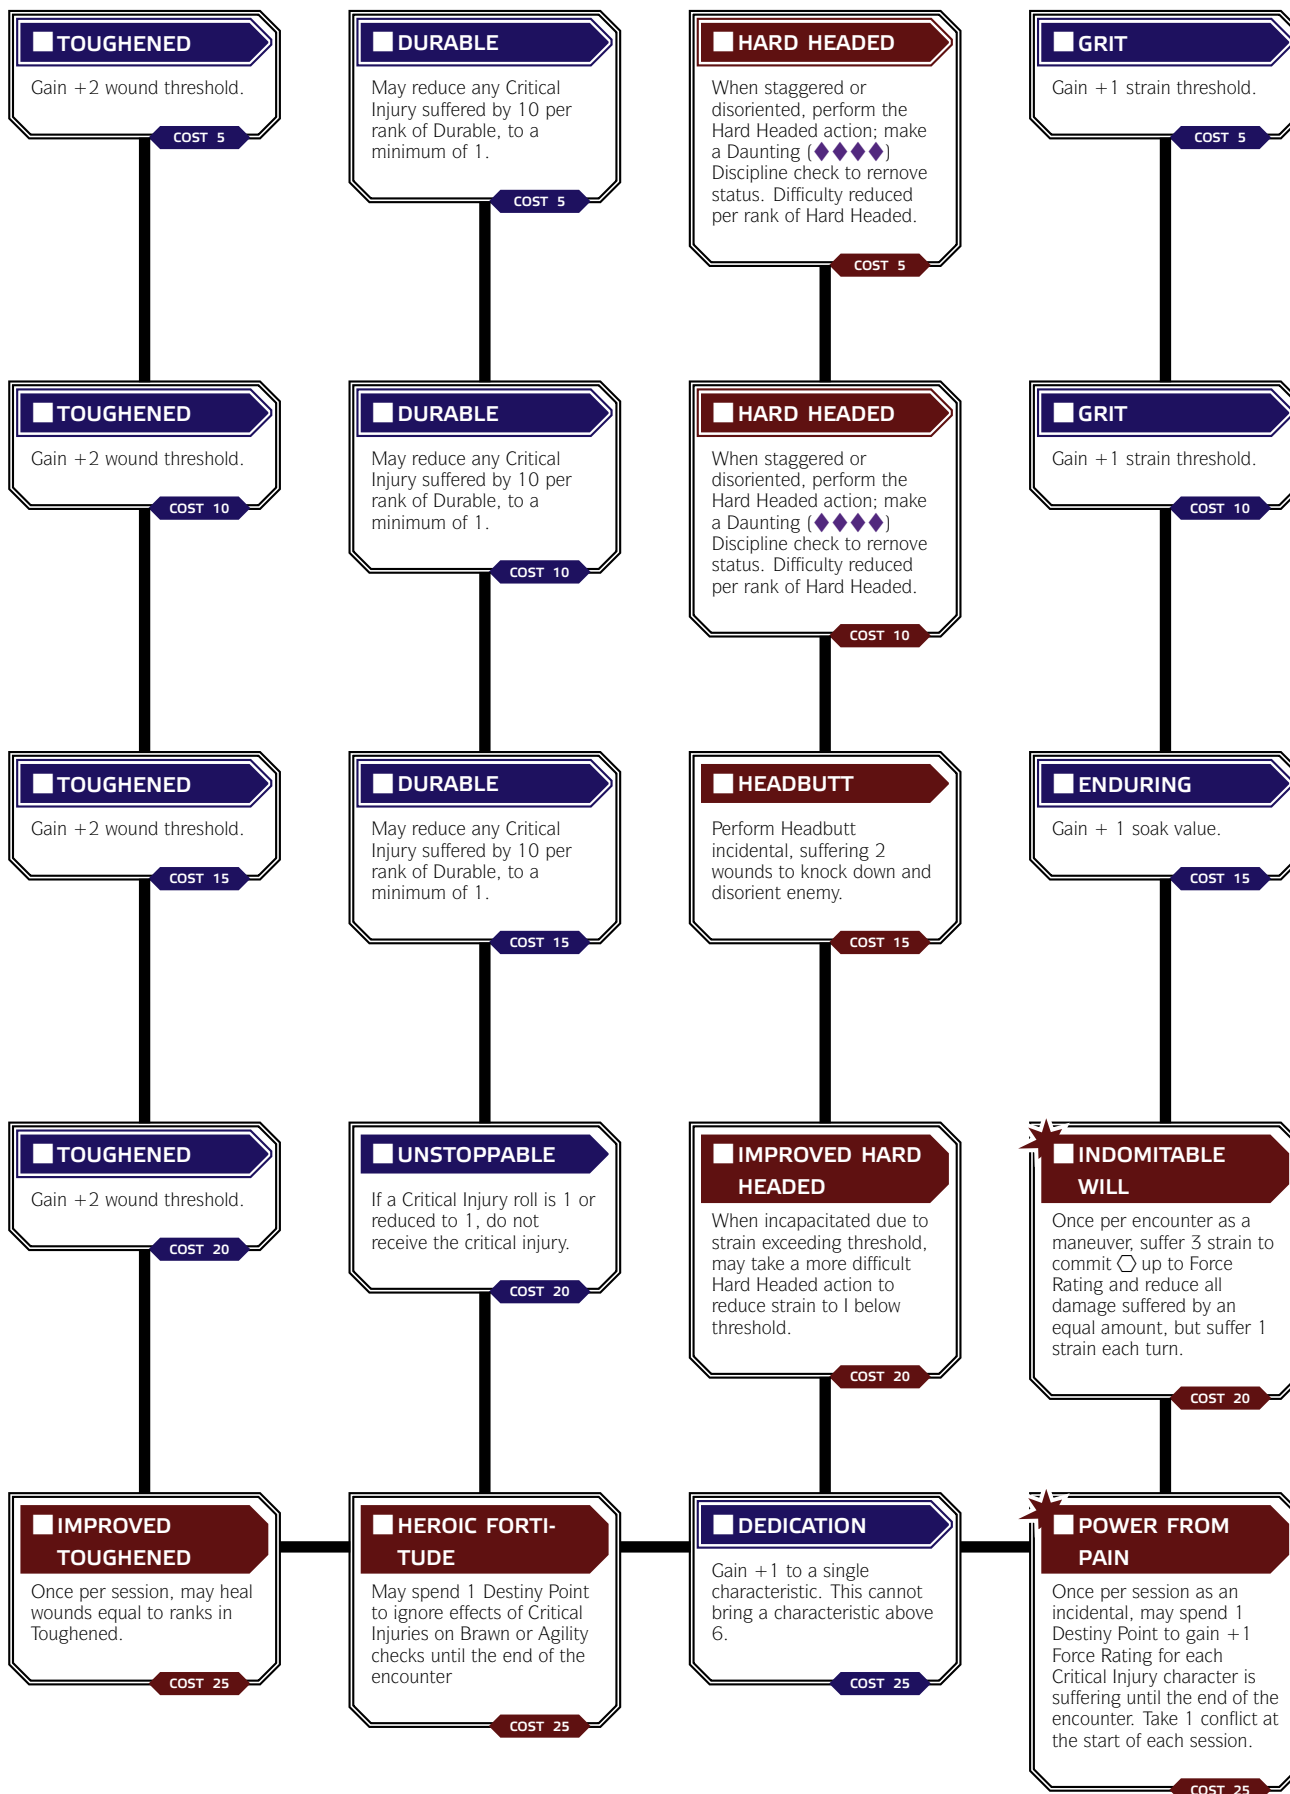 TOUGHENED
Gain +2 wound threshold.
COST 5
DURABLE
May reduce any Critical
Injury suffered by 10 per
rank of Durable, to a
minimum of 1.
COST 5
HARD HEADED
When staggered or
disoriented, perform the
Hard Headed action; make
a Daunting (◆◆◆◆)
Discipline check to rernove
status. Difficulty reduced
per rank of Hard Headed.
COST 5
GRIT
Gain +1 strain threshold.
COST 5
TOUGHENED
Gain +2 wound threshold.
COST 10
DURABLE
May reduce any Critical
Injury suffered by 10 per
rank of Durable, to a
minimum of 1.
COST 10
HARD HEADED
When staggered or
disoriented, perform the
Hard Headed action; make
a Daunting (◆◆◆◆)
Discipline check to rernove
status. Difficulty reduced
per rank of Hard Headed.
COST 10
GRIT
Gain +1 strain threshold.
COST 10
TOUGHENED
Gain +2 wound threshold.
COST 15
DURABLE
May reduce any Critical
Injury suffered by 10 per
rank of Durable, to a
minimum of 1.
COST 15
HEADBUTT
Perform Headbutt
incidental, suffering 2
wounds to knock down and
disorient enemy.
COST 15
ENDURING
Gain + 1 soak value.
COST 15
TOUGHENED
Gain +2 wound threshold.
COST 20
UNSTOPPABLE
If a Critical Injury roll is 1 or
reduced to 1, do not
receive the critical injury.
COST 20
IMPROVED HARD
HEADED
When incapacitated due to
strain exceeding threshold,
may take a more difficult
Hard Headed action to
reduce strain to I below
threshold.
COST 20
INDOMITABLE
WILL
Once per encounter as a
maneuver, suffer 3 strain to
commit ⬡ up to Force
Rating and reduce all
damage suffered by an
equal amount, but suffer 1
strain each turn.
COST 20
IMPROVED
TOUGHENED
Once per session, may heal
wounds equal to ranks in
Toughened.
COST 25
HEROIC FORTI-
TUDE
May spend 1 Destiny Point
to ignore effects of Critical
Injuries on Brawn or Agility
checks until the end of the
encounter
COST 25
DEDICATION
Gain +1 to a single
characteristic. This cannot
bring a characteristic above
6.
COST 25
POWER FROM
PAIN
Once per session as an
incidental, may spend 1
Destiny Point to gain +1
Force Rating for each
Critical Injury character is
suffering until the end of the
encounter. Take 1 conflict at
the start of each session.
COST 25